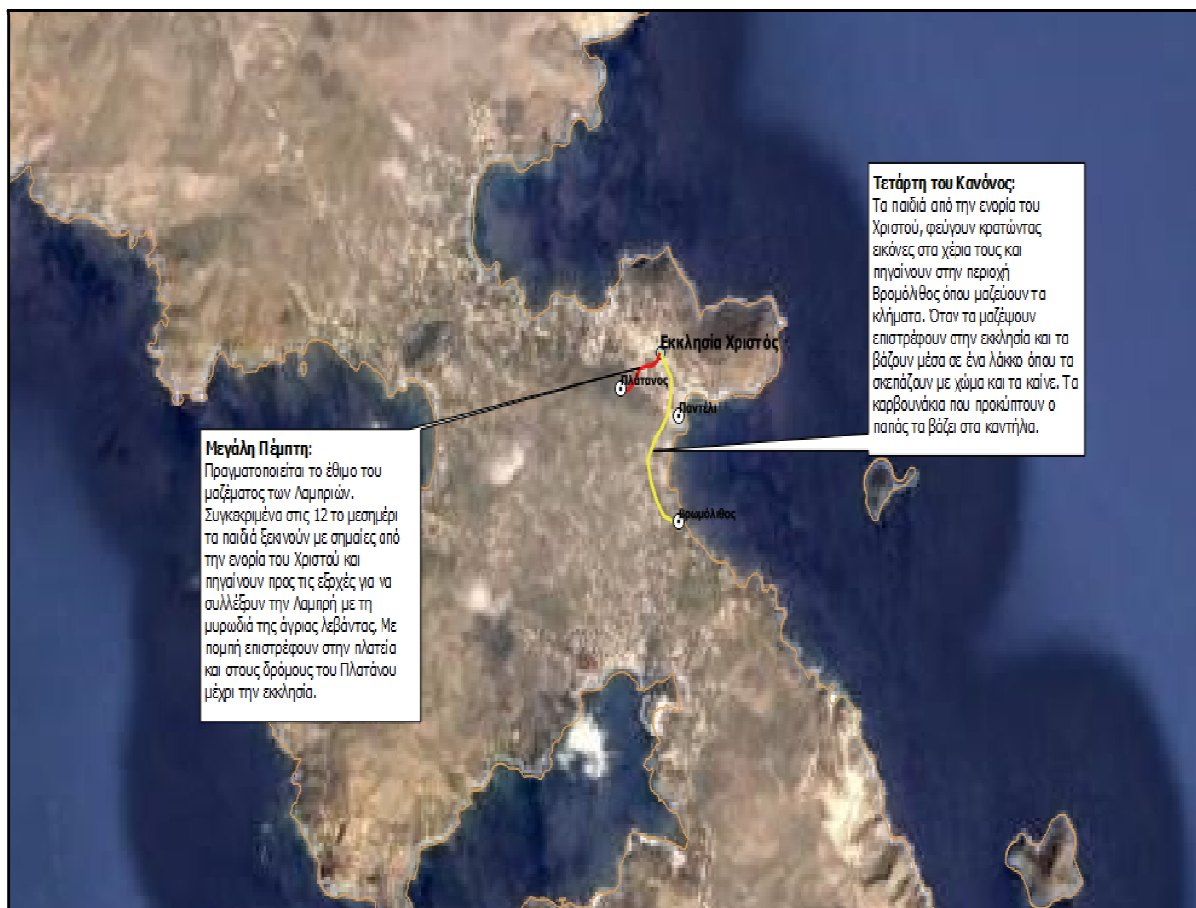 Τετάρτη του Κανόνος:
Τα παιδιά από την ενορία του
Χριστού, φεύγουν κρατώντας
εικόνες στα χέρια τους και
πηγαίνουν στην περιοχή
Βρομόλιθος όπου μαζεύουν τα
κλήματα. Όταν τα μαζέψουν
επιστρέφουν στην εκκλησία και τα
βάζουν μέσα σε ένα λάκκο όπου τα
σκεπάζουν με χώμα και τα καίνε. Τα
καρβουνάκια που προκύπτουν ο
παπάς τα βάζει στα καντήλια.
Εκκλησία Χριστός
Πλάτανος
Παντέλι
Βρωμόλιθος
Μεγάλη Πέμπτη:
Πραγματοποιείται το έθιμο του
μαζέματος των Λαμπριών.
Συγκεκριμένα στις 12 το μεσημέρι
τα παιδιά ξεκινούν με σημαίες από
την ενορία του Χριστού και
πηγαίνουν προς τις εξοχές για να
συλλέξουν την Λαμπρή με τη
μυρωδιά της άγριας λεβάντας. Με
πομπή επιστρέφουν στην πλατεία
και στους δρόμους του Πλατάνου
μέχρι την εκκλησία.